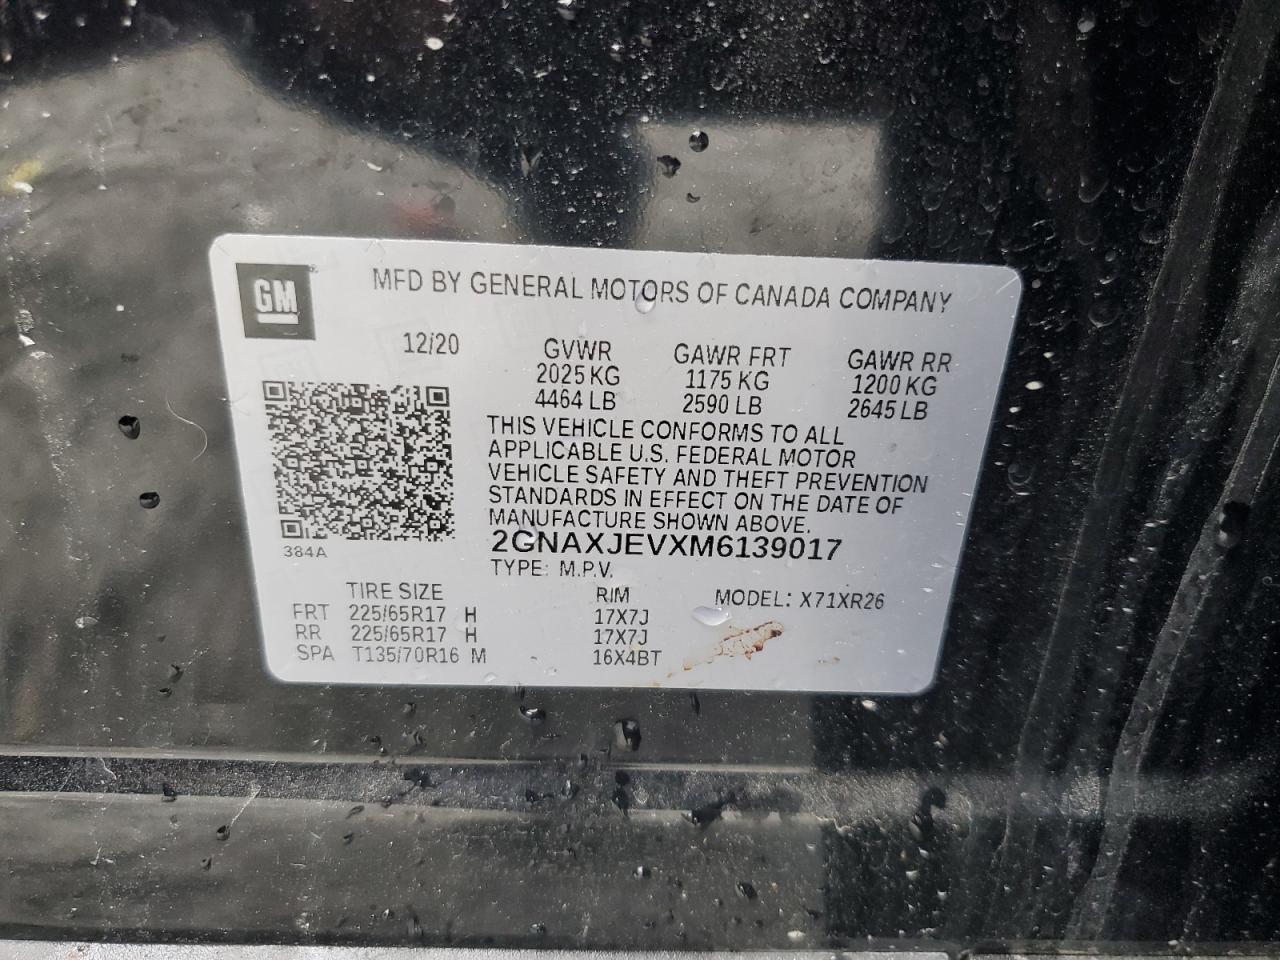 GM
MFD BY GENERAL MOTORS OF CANADA COMPANY
12/20
GVWR GAWR FRT GAWR RR
2025 KG 1175 KG 1200 KG
4464 LB 2590 LB 2645 LB
THIS VEHICLE CONFORMS TO ALL
APPLICABLE U.S. FEDERAL MOTOR
VEHICLE SAFETY AND THEFT PREVENTION
STANDARDS IN EFFECT ON THE DATE OF
MANUFACTURE SHOWN ABOVE.
384A
2GNAXJEVXM6139017
TYPE: M.P.V.
TIRE SIZE RIM MODEL: X71XR26
FRT 225/65R17 H 17X7J
RR 225/65R17 H 17X7J
SPA T135/70R16 M 16X4BT